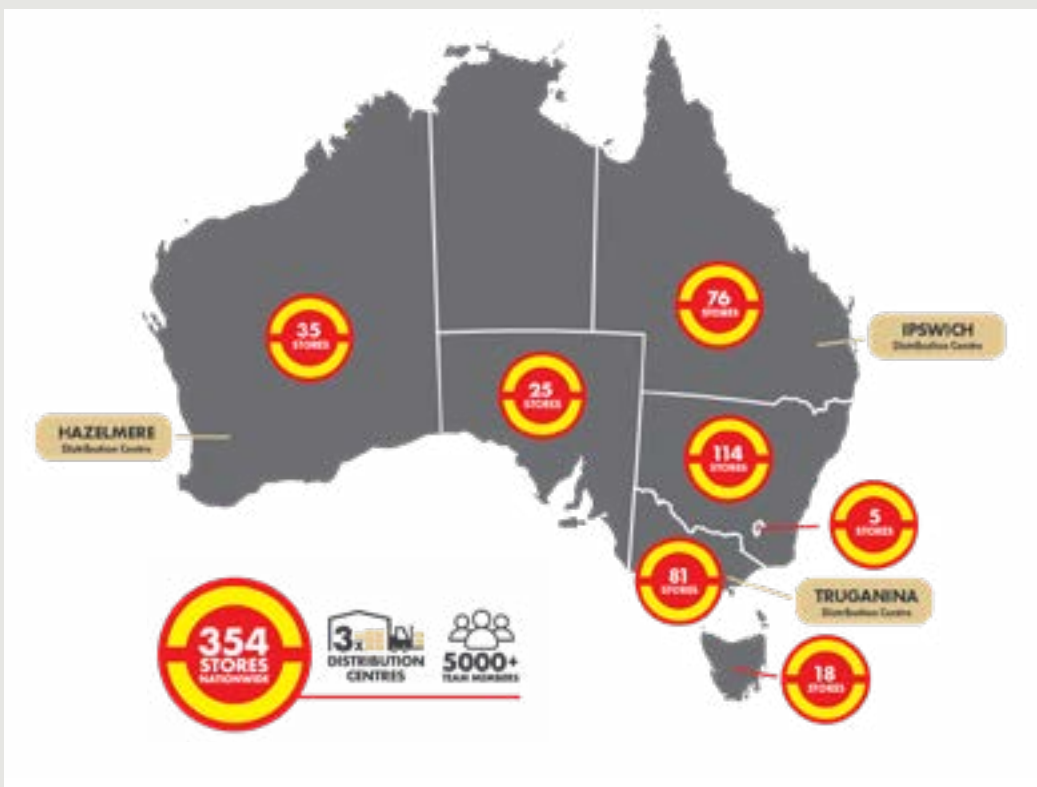 76
STORES
35
STORES
IPSWICH
Distribution Centre
25
STORES
HAZELMERE
Distribution Centre
114
STORES
5
STORES
81
STORES
TRUGANINA
Distribution Centre
354
STORES
NATIONWIDE
3x
DISTRIBUTION
CENTRES
5000+
TEAM MEMBERS
18
STORES